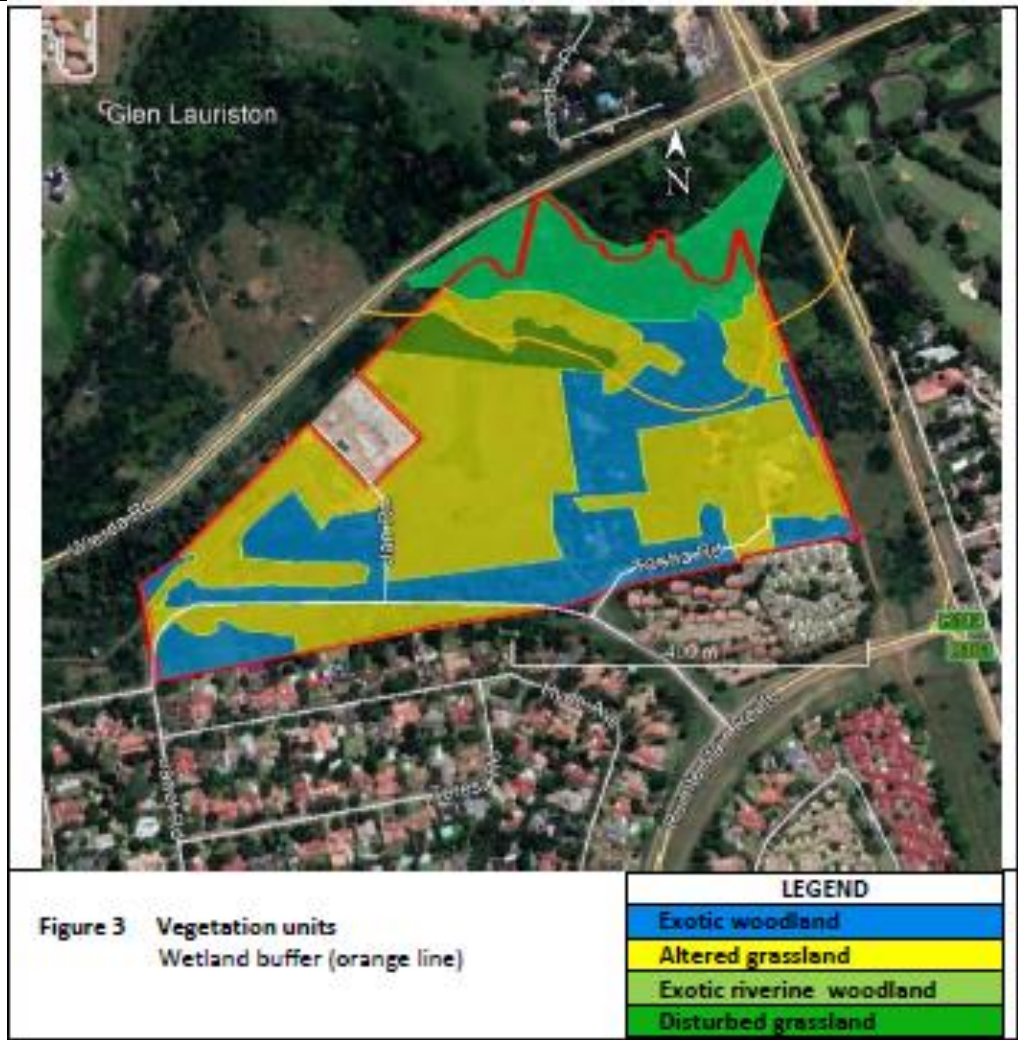 Glen Lauriston
N
400 m
Figure 3 Vegetation units
Wetland buffer (orange line)
LEGEND
Exotic woodland
Altered grassland
Exotic riverine woodland
Disturbed grassland